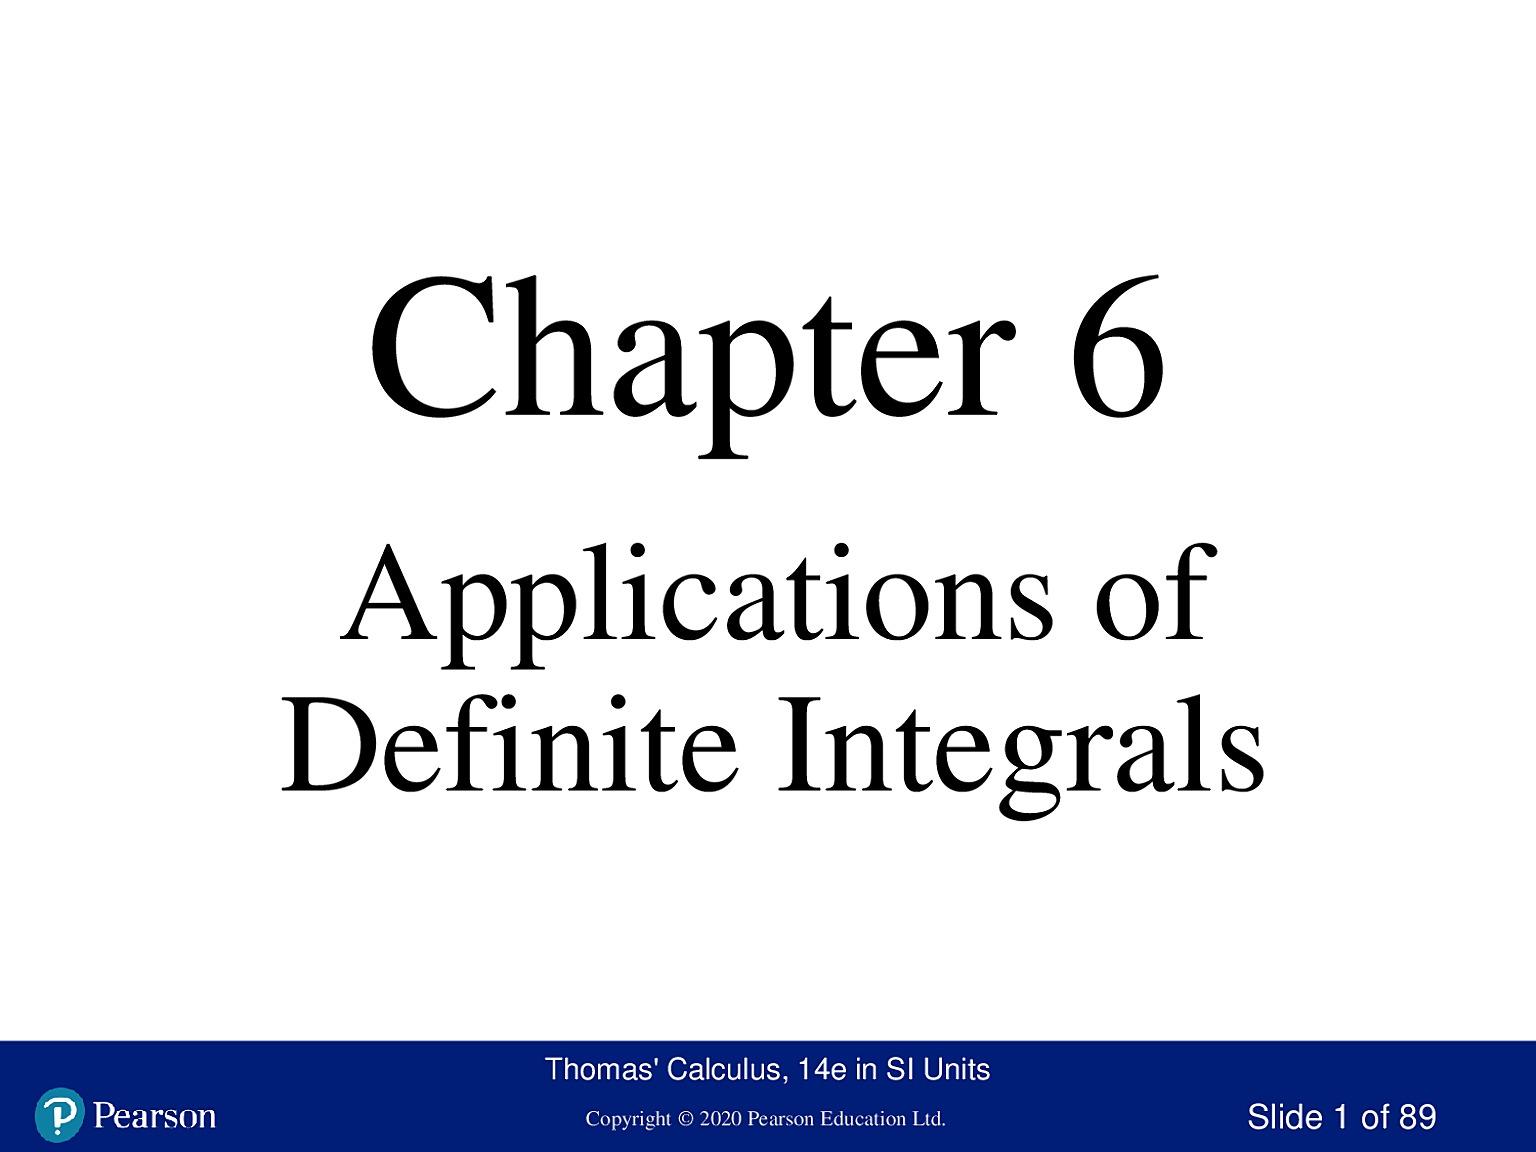 Chapter 6
Applications of
Definite Integrals
Thomas' Calculus, 14e in SI Units
Pearson
Copyright © 2020 Pearson Education Ltd.
Slide 1 of 89